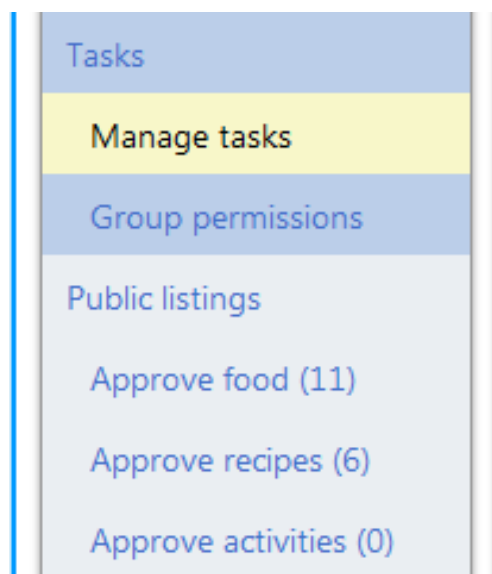 Tasks
Manage tasks
Group permissions
Public listings
Approve food (11)
Approve recipes (6)
Approve activities (0)